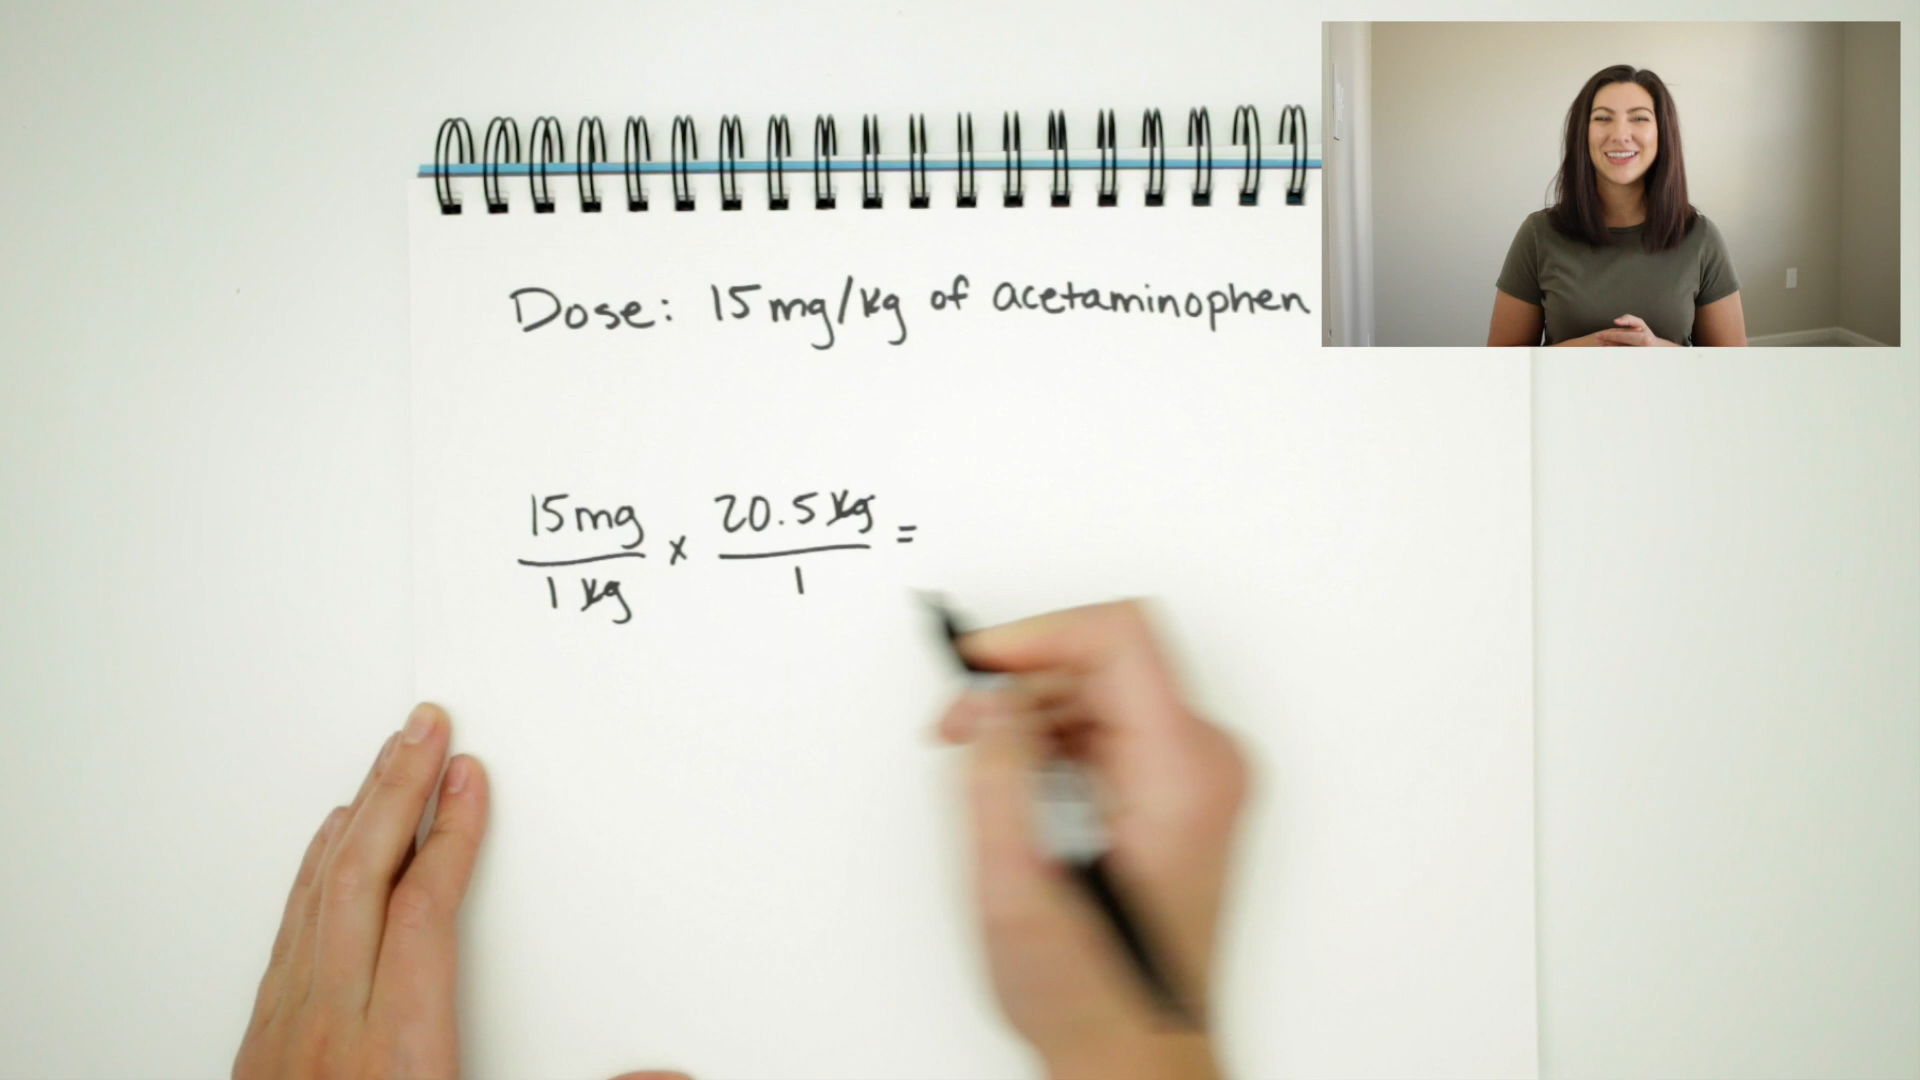 Dose: 15 mg/kg of acetaminophen
15 mg
1 kg
x
20.5 kg
1
=